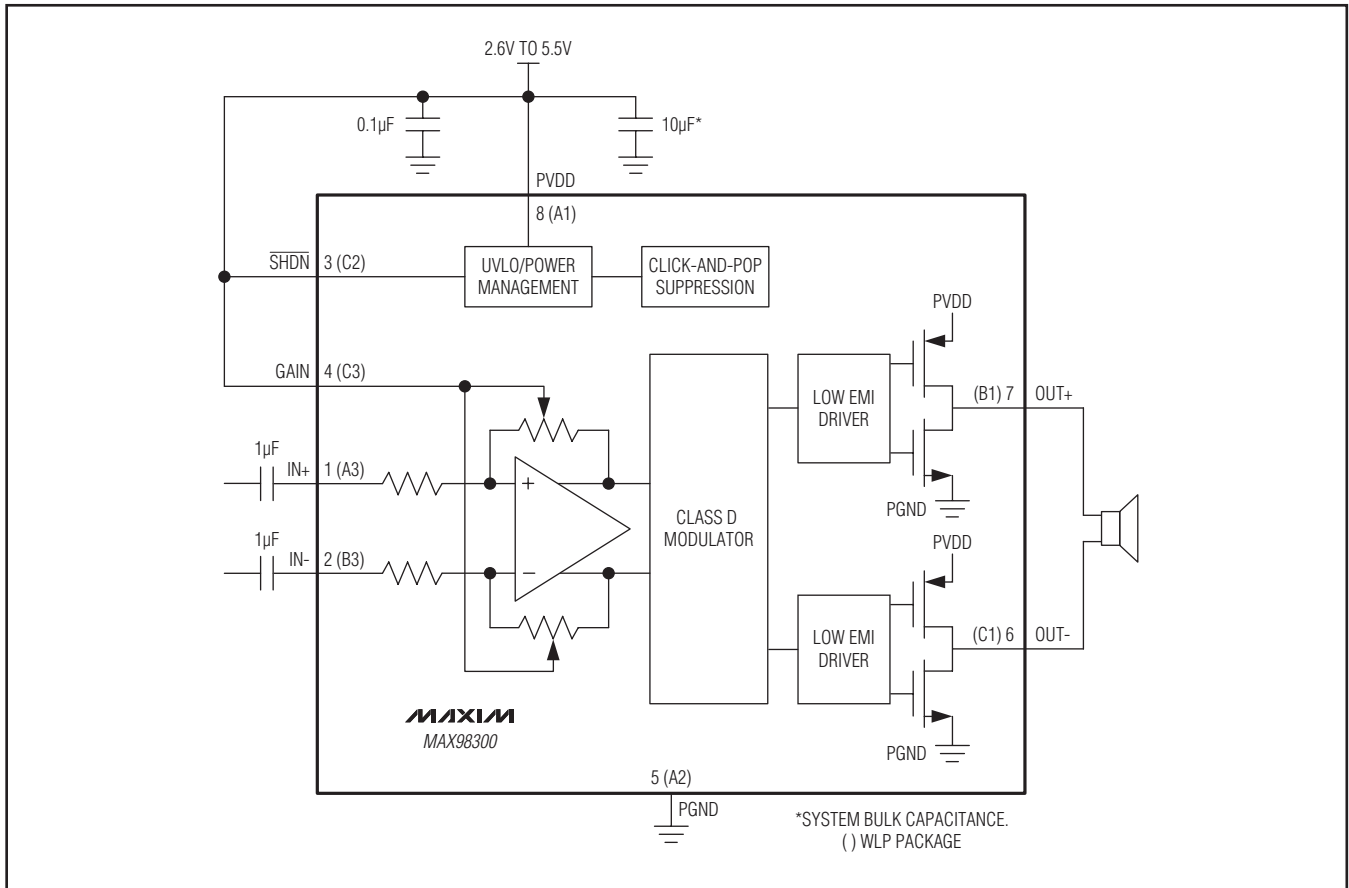 2.6V TO 5.5V
0.1µF
10µF*
PVDD
8 (A1)
SHDN
3 (C2)
UVLO/POWER
MANAGEMENT
CLICK-AND-POP
SUPPRESSION
GAIN
4 (C3)
1µF
IN+
1 (A3)
+
1µF
IN-
2 (B3)
−
CLASS D
MODULATOR
LOW EMI
DRIVER
PVDD
(B1) 7
OUT+
PGND
LOW EMI
DRIVER
PVDD
(C1) 6
OUT-
PGND
MAXIM
MAX98300
5 (A2)
PGND
*SYSTEM BULK CAPACITANCE.
( ) WLP PACKAGE